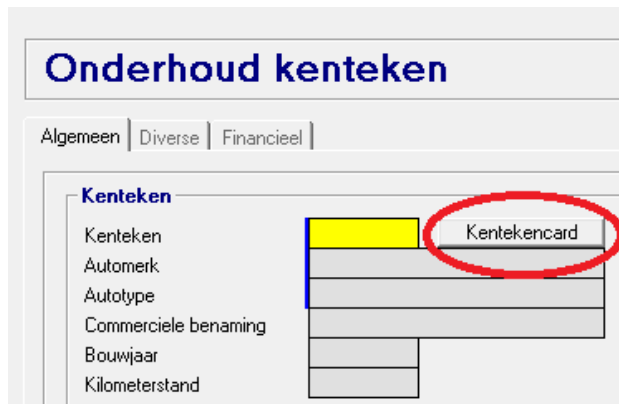 Onderhoud kenteken
Algemeen Diverse Financieel
Kenteken
Kenteken Kentekencard
Automerk
Autotype
Commerciele benaming
Bouwjaar
Kilometerstand